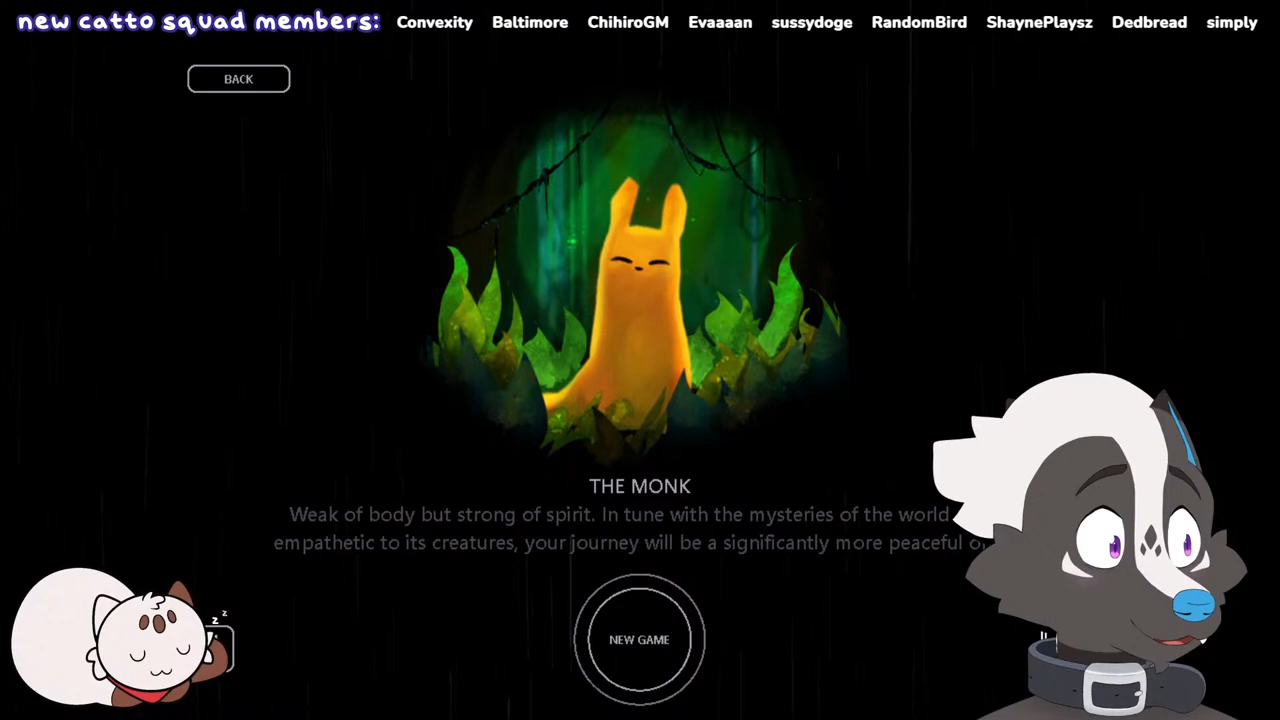 new catto squad members: Convexity Baltimore ChihiroGM Evaaaan sussydoge RandomBird ShaynePlaysz Dedbread simply
BACK
THE MONK
Weak of body but strong of spirit. In tune with the mysteries of the world
empathetic to its creatures, your journey will be a significantly more peaceful
z z
NEW GAME